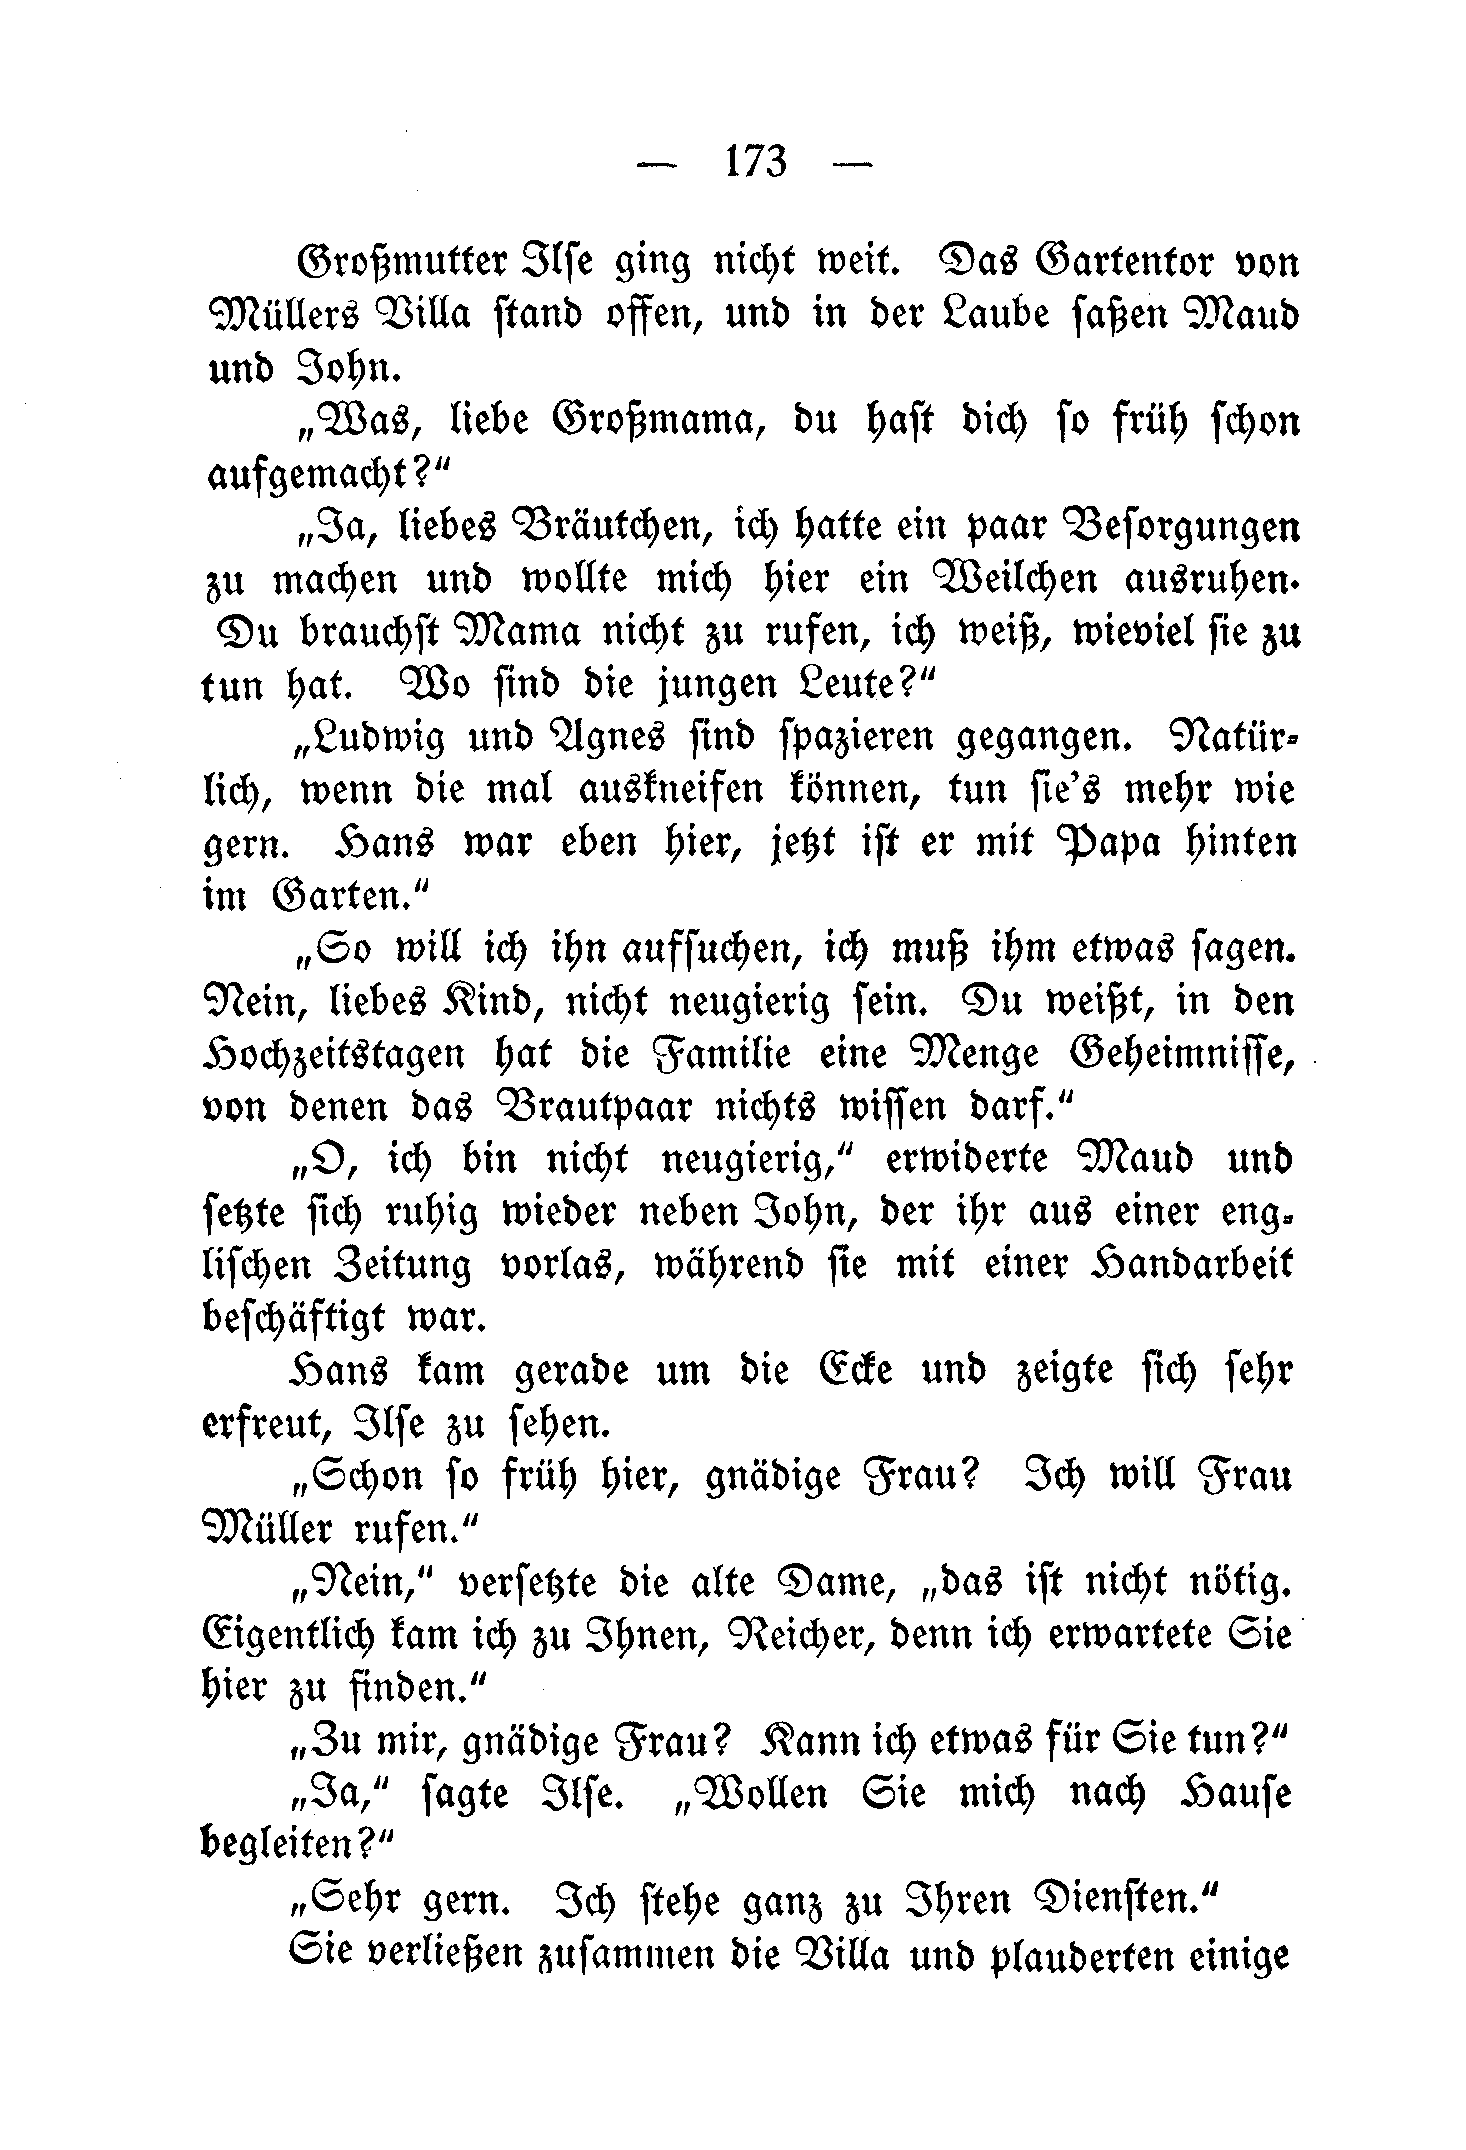 — 173 —
Großmutter Ilse ging nicht weit. Das Gartentor von
Müllers Villa stand offen, und in der Laube saßen Maud
und John.
„Was, liebe Großmama, du hast dich so früh schon
aufgemacht?“
„Ja, liebes Bräutchen, ich hatte ein paar Besorgungen
zu machen und wollte mich hier ein Weilchen ausruhen.
Du brauchst Mama nicht zu rufen, ich weiß, wieviel sie zu
tun hat. Wo sind die jungen Leute?“
„Ludwig und Agnes sind spazieren gegangen. Natür-
lich, wenn die mal auskneifen können, tun sie's mehr wie
gern. Hans war eben hier, jetzt ist er mit Papa hinten
im Garten.“
„So will ich ihn aufsuchen, ich muß ihm etwas sagen.
Nein, liebes Kind, nicht neugierig sein. Du weißt, in den
Hochzeitstagen hat die Familie eine Menge Geheimnisse,
von denen das Brautpaar nichts wissen darf.“
„O, ich bin nicht neugierig,“ erwiderte Maud und
setzte sich ruhig wieder neben John, der ihr aus einer eng-
lischen Zeitung vorlas, während sie mit einer Handarbeit
beschäftigt war.
Hans kam gerade um die Ecke und zeigte sich sehr
erfreut, Ilse zu sehen.
„Schon so früh hier, gnädige Frau? Ich will Frau
Müller rufen.“
„Nein,“ versetzte die alte Dame, „das ist nicht nötig.
Eigentlich kam ich zu Ihnen, Reicher, denn ich erwartete Sie
hier zu finden.“
„Zu mir, gnädige Frau? Kann ich etwas für Sie tun?“
„Ja,“ sagte Ilse. „Wollen Sie mich nach Hause
begleiten?“
„Sehr gern. Ich stehe ganz zu Ihren Diensten.“
Sie verließen zusammen die Villa und plauderten einige